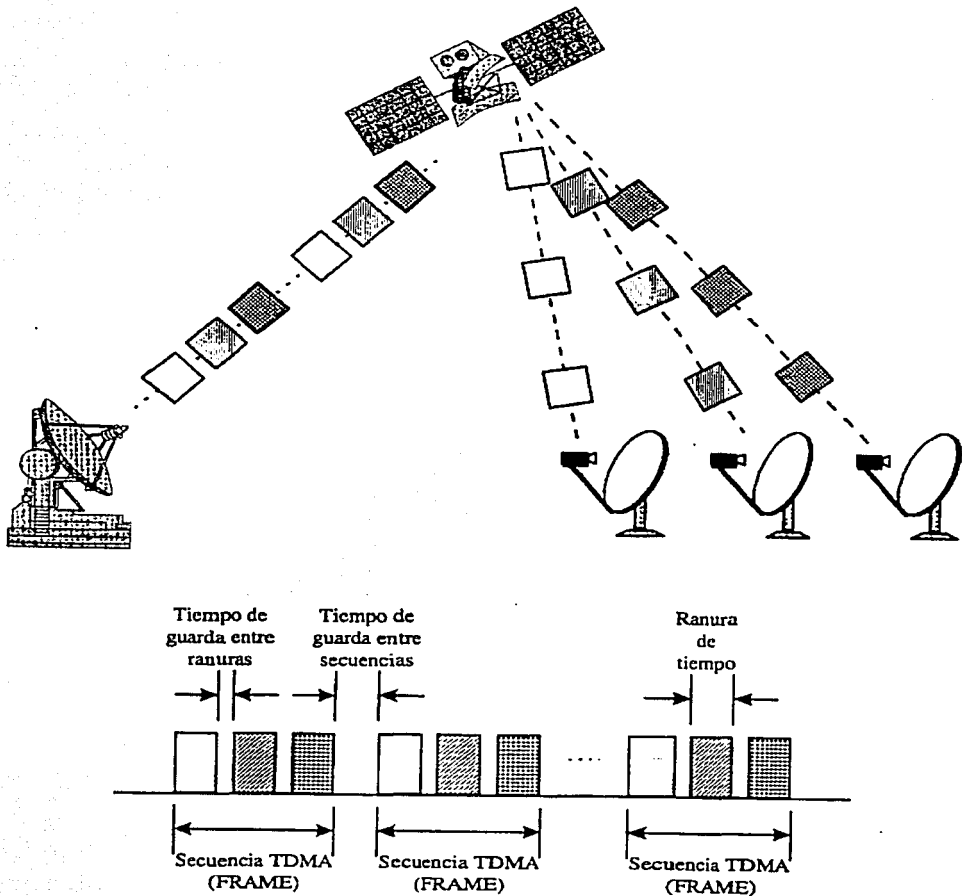 Tiempo de
guarda entre
ranuras
Tiempo de
guarda entre
secuencias
Ranura
de
tiempo
Secuencia TDMA
(FRAME)
Secuencia TDMA
(FRAME)
Secuencia TDMA
(FRAME)